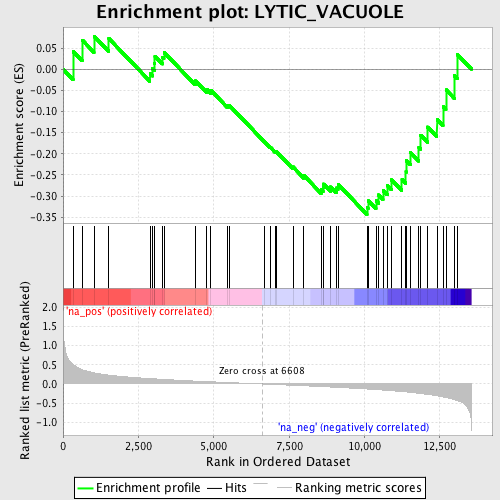 Enrichment plot: LYTIC_VACUOLE
Enrichment score (ES)
0.05
0.00
-0.05
-0.10
-0.15
-0.20
-0.25
-0.30
-0.35
Ranked list metric (PreRanked)
2.0
1.5
1.0
0.5
0.0
-0.5
-1.0
'na_pos' (positively correlated)
Zero cross at 6608
'na_neg' (negatively correlated)
0 2,500 5,000 7,500 10,000 12,500
Rank in Ordered Dataset
Enrichment profile Hits Ranking metric scores